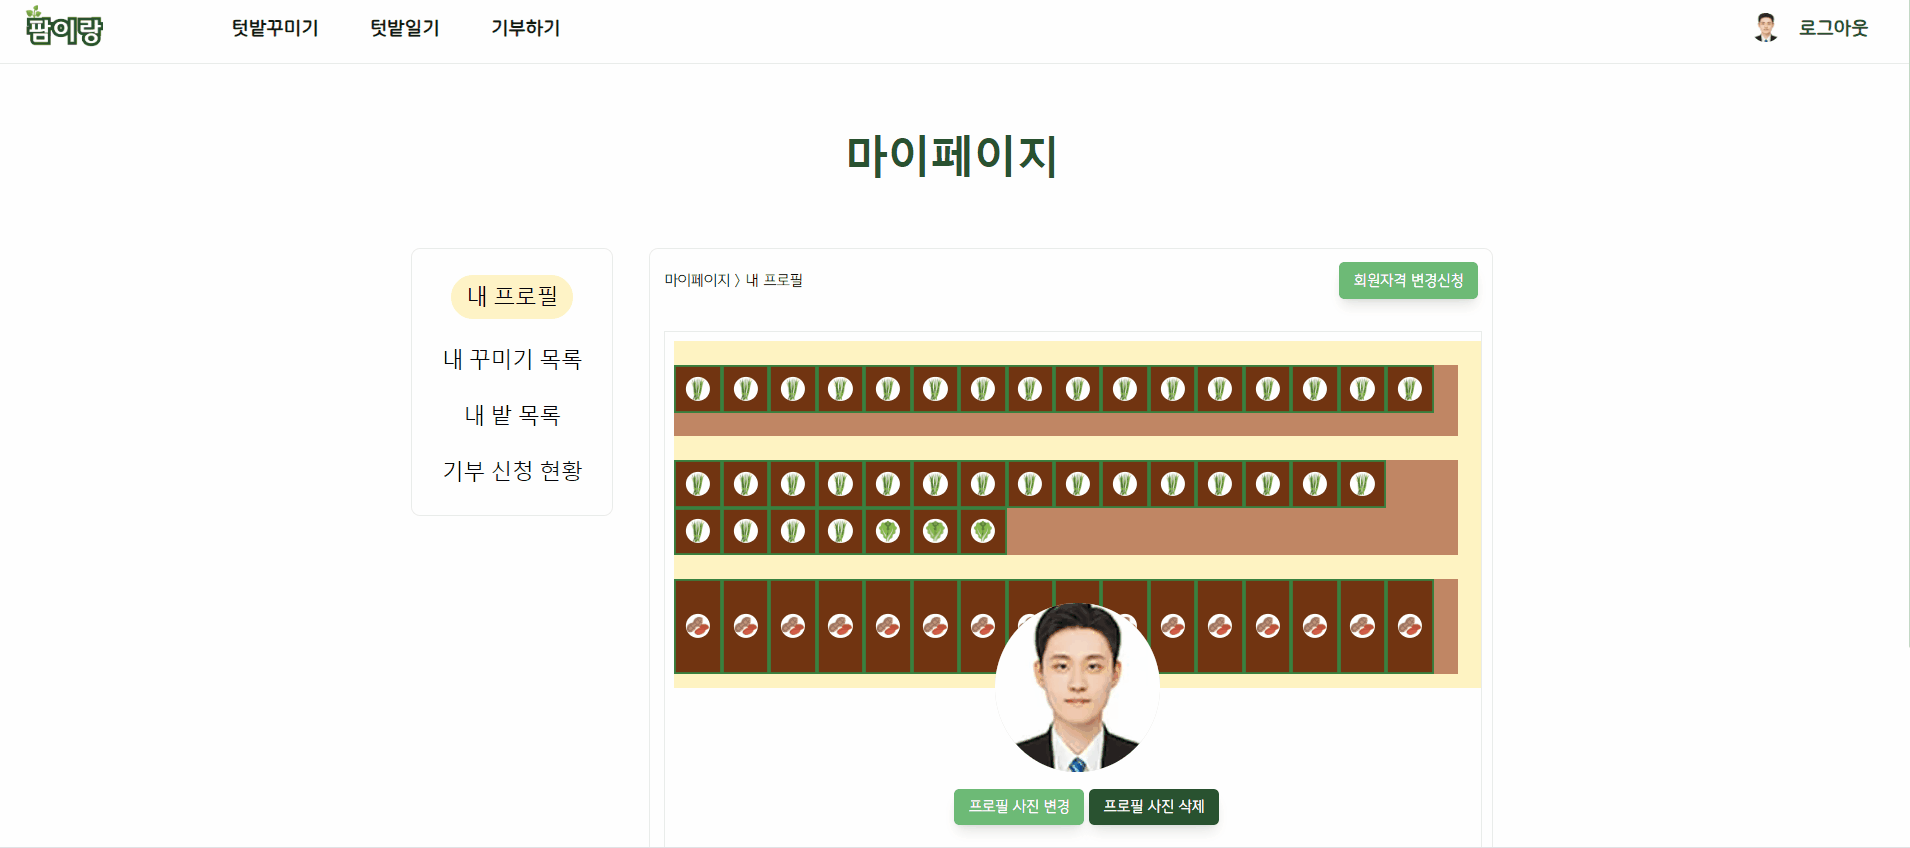 팜이랑
텃밭꾸미기 텃밭일기 기부하기 로그아웃
마이페이지
내 프로필
내 꾸미기 목록
내 밭 목록
기부 신청 현황
마이페이지 > 내 프로필 회원자격 변경신청
프로필 사진 변경 프로필 사진 삭제